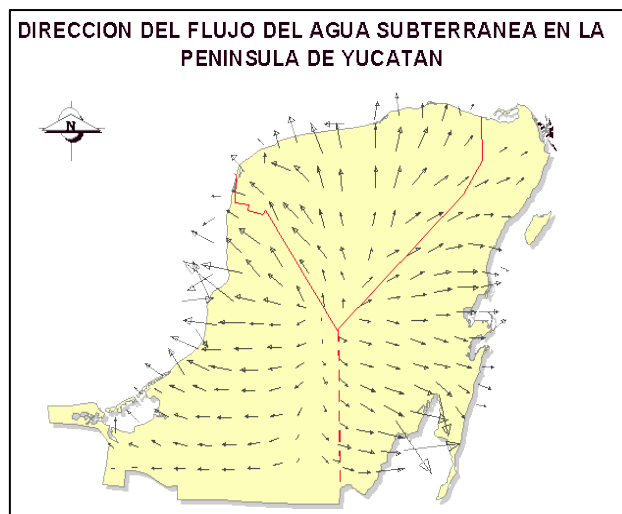 DIRECCION DEL FLUJO DEL AGUA SUBTERRANEA EN LA
PENINSULA DE YUCATAN
N